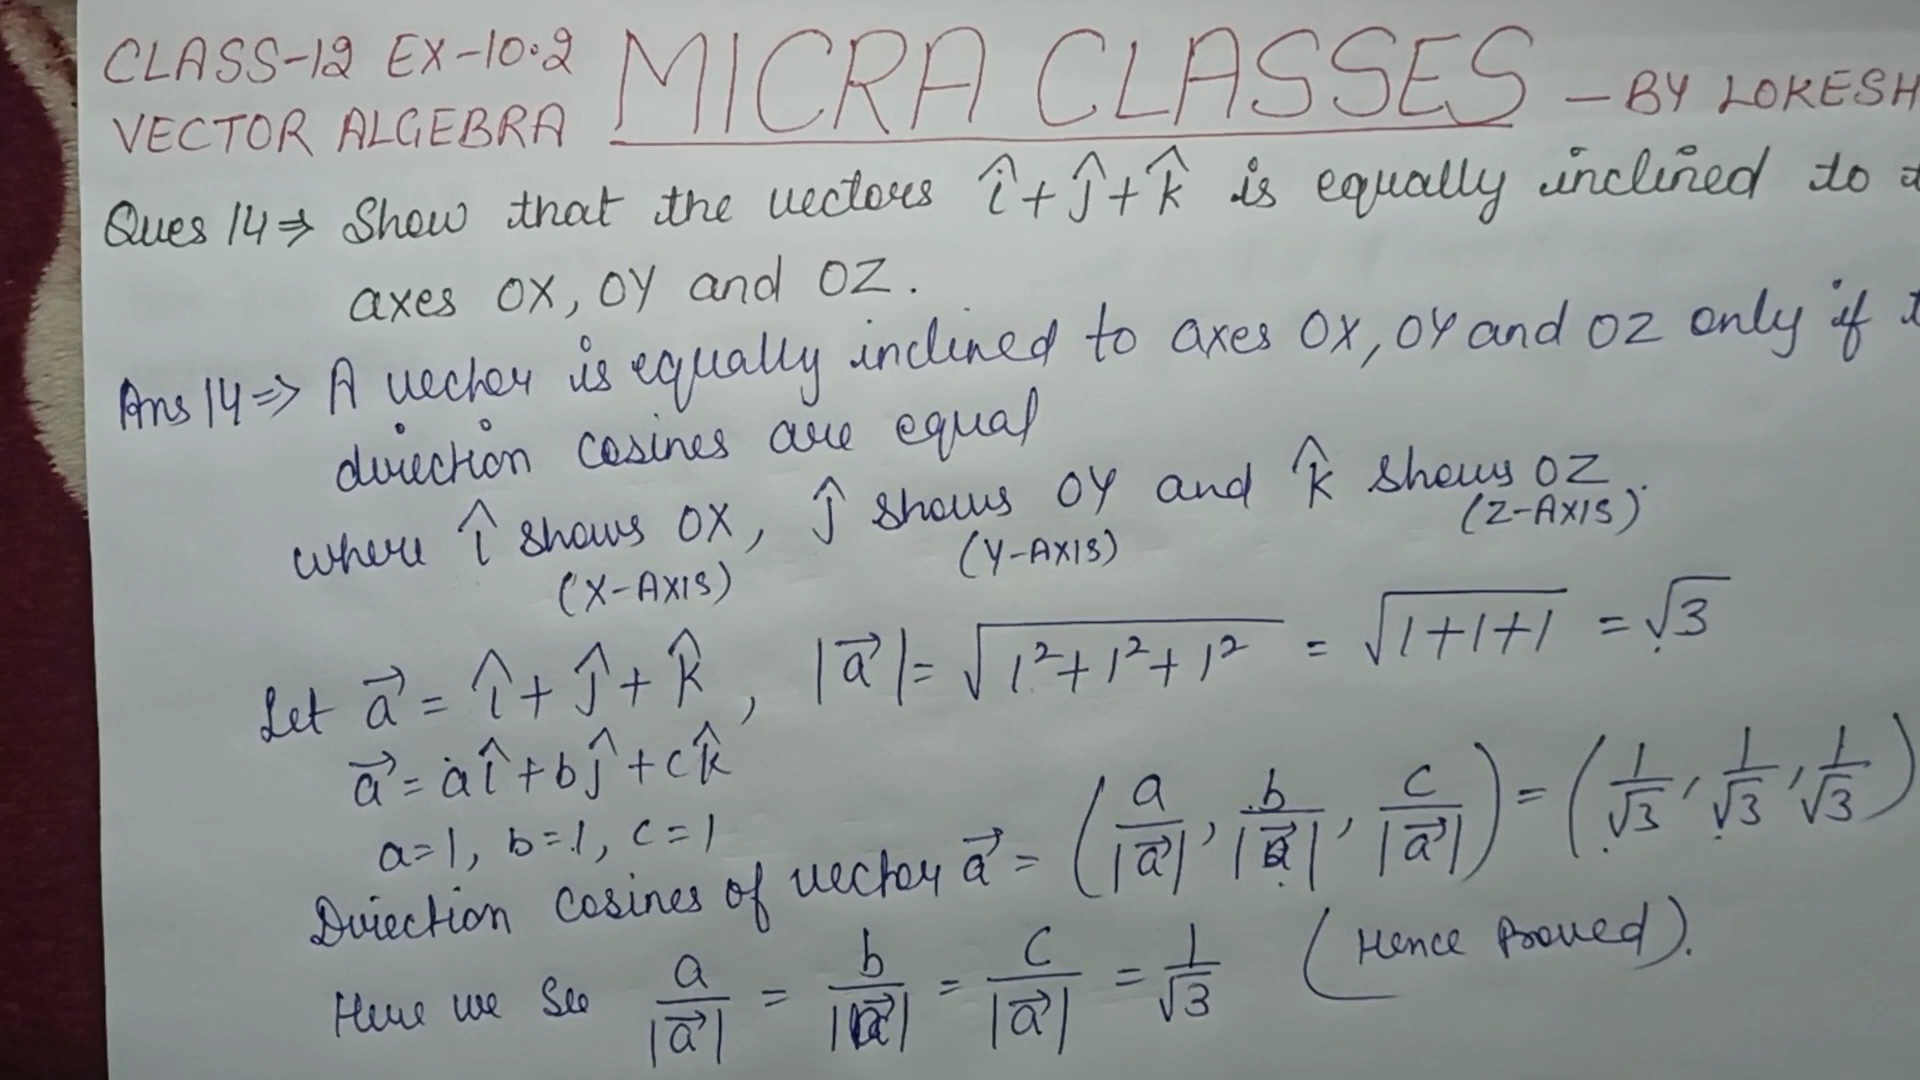 CLASS-12 EX-10.2 MICRA CLASSES - BY LOKESH
VECTOR ALGEBRA
Ques 14⇒ Show that the vectors î+ĵ+k̂ is equally inclined to
axes OX, OY and OZ.
Ans 14⇒ A vector is equally inclined to axes OX, OY and OZ only if
direction cosines are equal
where î shows OX, ĵ shows OY and k̂ shows OZ.
(X-AXIS) (Y-AXIS) (Z-AXIS)
Let a⃗ = î+ĵ+k̂, |a⃗|= √(1²+1²+1²) = √(1+1+1) = √3
a⃗ = aî+bĵ+ck̂
a=1, b=1, c=1
Direction cosines of vector a⃗ = (a/|a⃗|, b/|a⃗|, c/|a⃗|) = (1/√3, 1/√3, 1/√3)
Here we See a/|a⃗| = b/|a⃗| = c/|a⃗| = 1/√3 (Hence Proved).